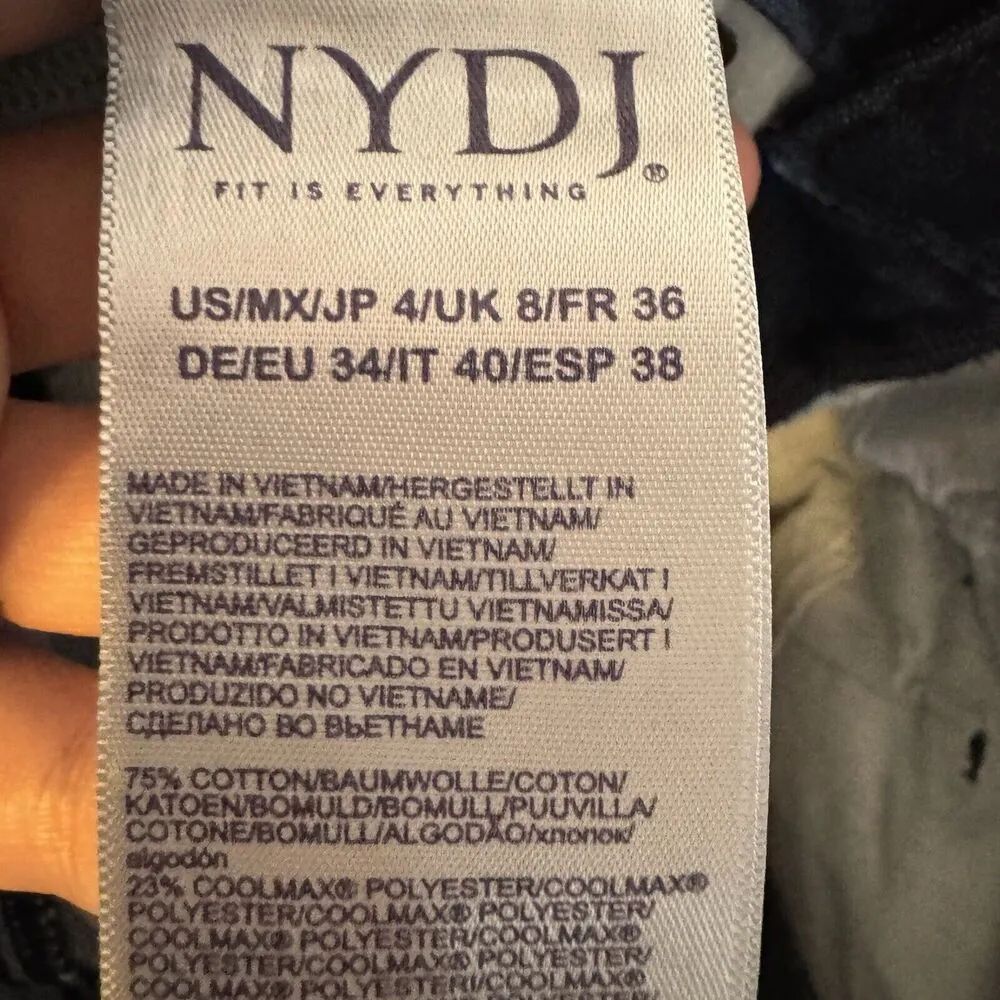 NYDJ®
FIT IS EVERYTHING
US/MX/JP 4/UK 8/FR 36
DE/EU 34/IT 40/ESP 38
MADE IN VIETNAM/HERGESTELLT IN
VIETNAM/FABRIQUÉ AU VIETNAM/
GEPRODUCEERD IN VIETNAM/
FREMSTILLET I VIETNAM/TILLVERKAT I
VIETNAM/VALMISTETTU VIETNAMISSA/
PRODOTTO IN VIETNAM/PRODUSERT I
VIETNAM/FABRICADO EN VIETNAM/
PRODUZIDO NO VIETNAME/
СДЕЛАНО ВО ВЬЕТНАМЕ
75% COTTON/BAUMWOLLE/COTON/
KATOEN/BOMULD/BOMULL/PUUVILLA/
COTONE/BOMULL/ALGODÃO/хлопок/
algodón
23% COOLMAX® POLYESTER/COOLMAX®
POLYESTER/COOLMAX® POLYESTER/
COOLMAX® POLYESTER/COOLMAX®
POLYESTER/COOLMAX® POLYESTER/
COOLMAX® POLYESTERI/COOLMAX®